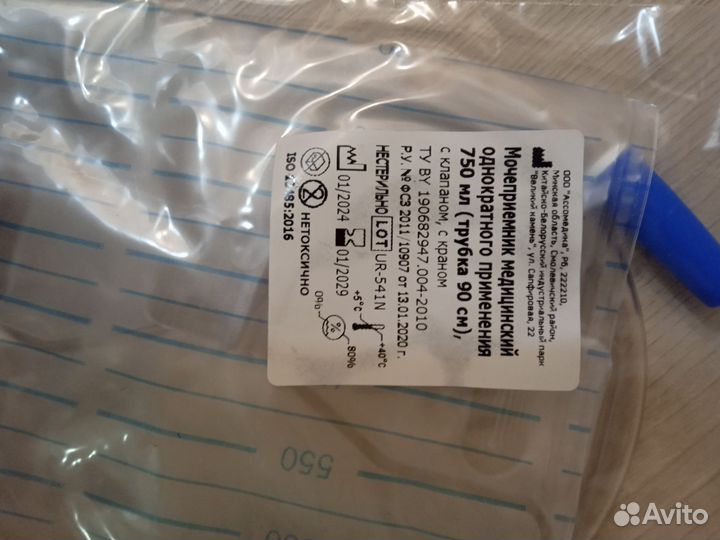 ООО "Ассомедика", РБ, 222210,
Минская область, Смолевичский район,
Китайско-Белорусский индустриальный парк
"Великий камень", ул. Сапфировая, 22
Мочеприемник медицинский
однократного применения
750 мл (трубка 90 см),
с клапаном, с краном
ТУ BY 190682947.004-2010
Р.У. № ФСЗ 2011/10907 от 13.01.2020 г.
НЕСТЕРИЛЬНО LOT UR-541N
01/2024 01/2029
+5°C +40°C
НЕТОКСИЧНО
0% 80%
2
:2016
ISO
550
Avito